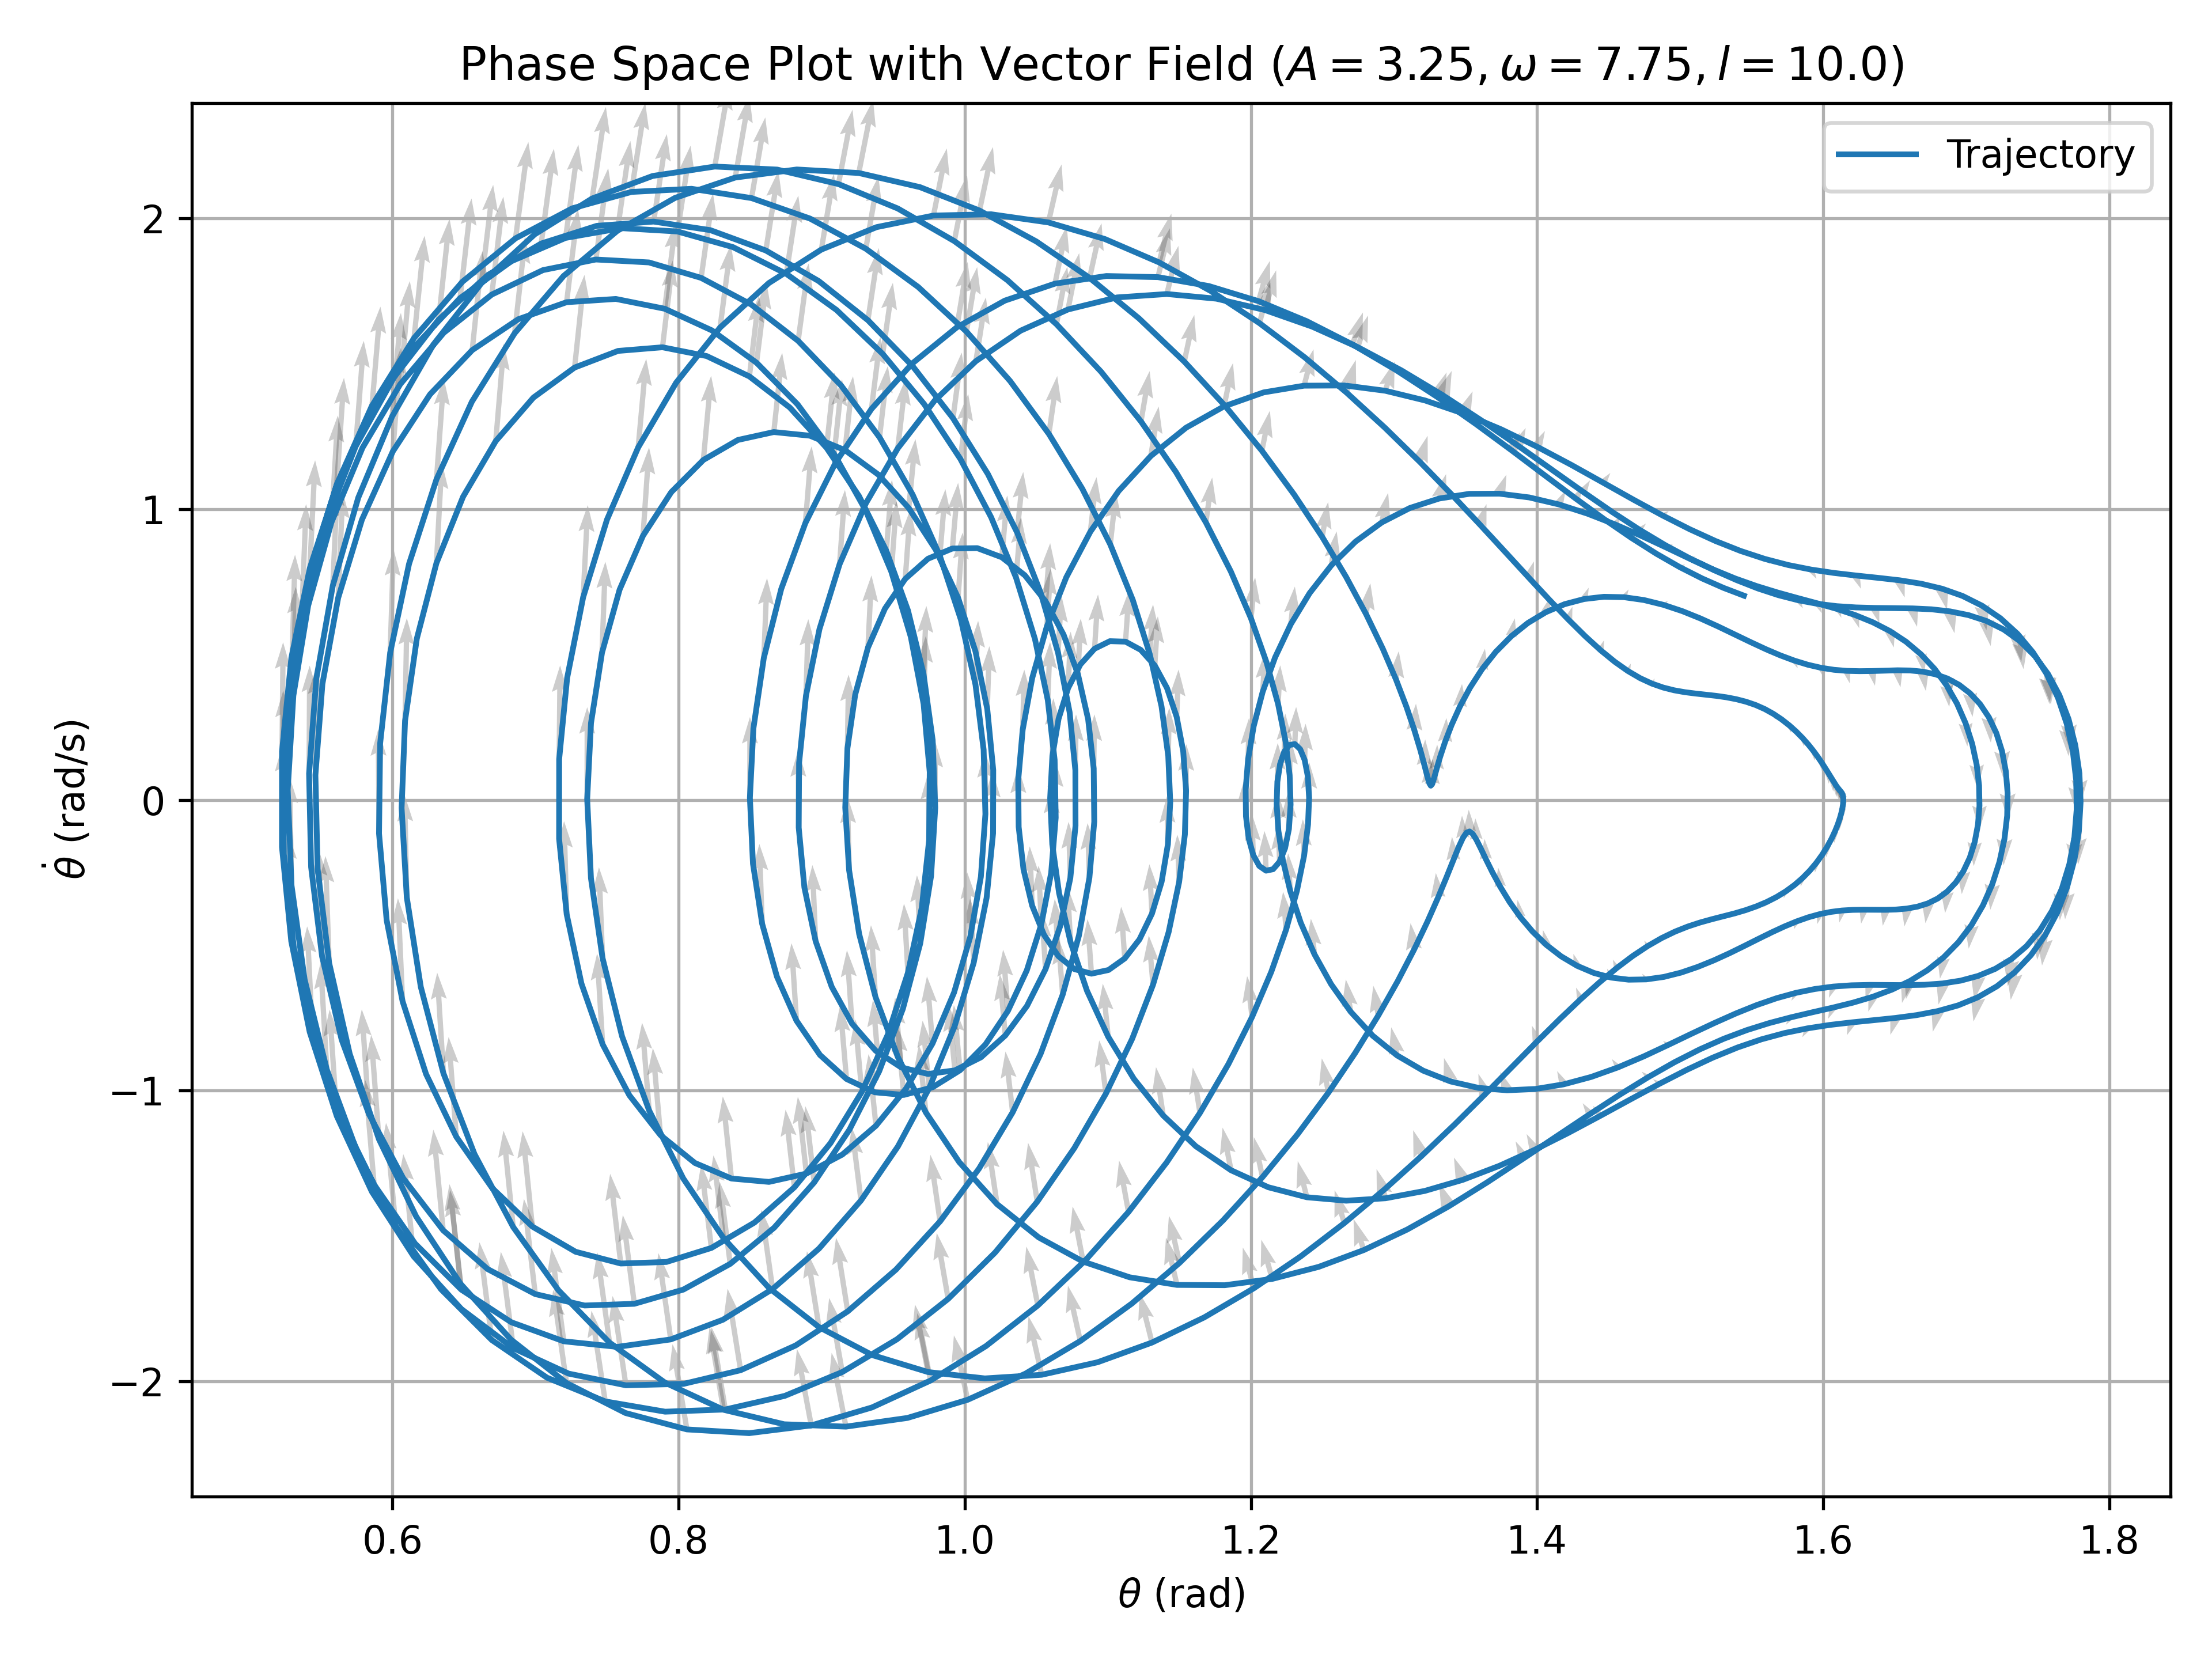 Phase Space Plot with Vector Field (A = 3.25, ω = 7.75, l = 10.0)
Trajectory
2
1
0
−1
−2
θ̇ (rad/s)
0.6 0.8 1.0 1.2 1.4 1.6 1.8
θ (rad)